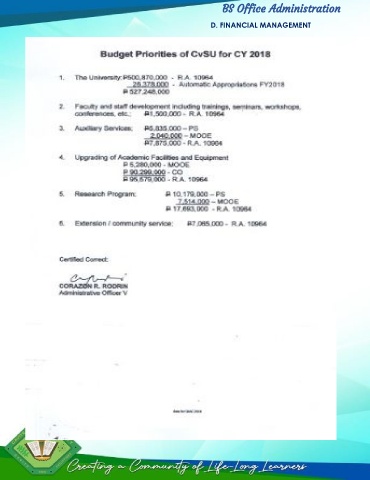 BS Office Administration
D. FINANCIAL MANAGEMENT
Budget Priorities of CvSU for CY 2018
1. The University: ₱500,870,000 - R.A. 10964
26,378,000 - Automatic Appropriations FY2018
₱ 527,248,000
2. Faculty and staff development including trainings, seminars, workshops,
conferences, etc.; ₱1,500,000 - R.A. 10964
3. Auxiliary Services; ₱5,835,000 – PS
2,040,000 – MOOE
₱7,875,000 - R.A. 10964
4. Upgrading of Academic Facilities and Equipment
₱ 5,280,000 - MOOE
₱ 90,299,000 - CO
₱ 95,579,000 - R.A. 10964
5. Research Program: ₱ 10,179,000 – PS
7,514,000 – MOOE
₱ 17,693,000 - R.A. 10964
6. Extension / community service: ₱7,065,000 - R.A. 10964
Certified Correct:
CORAZON R. RODRIN
Administrative Officer V
Creating a Community of Life-Long Learners